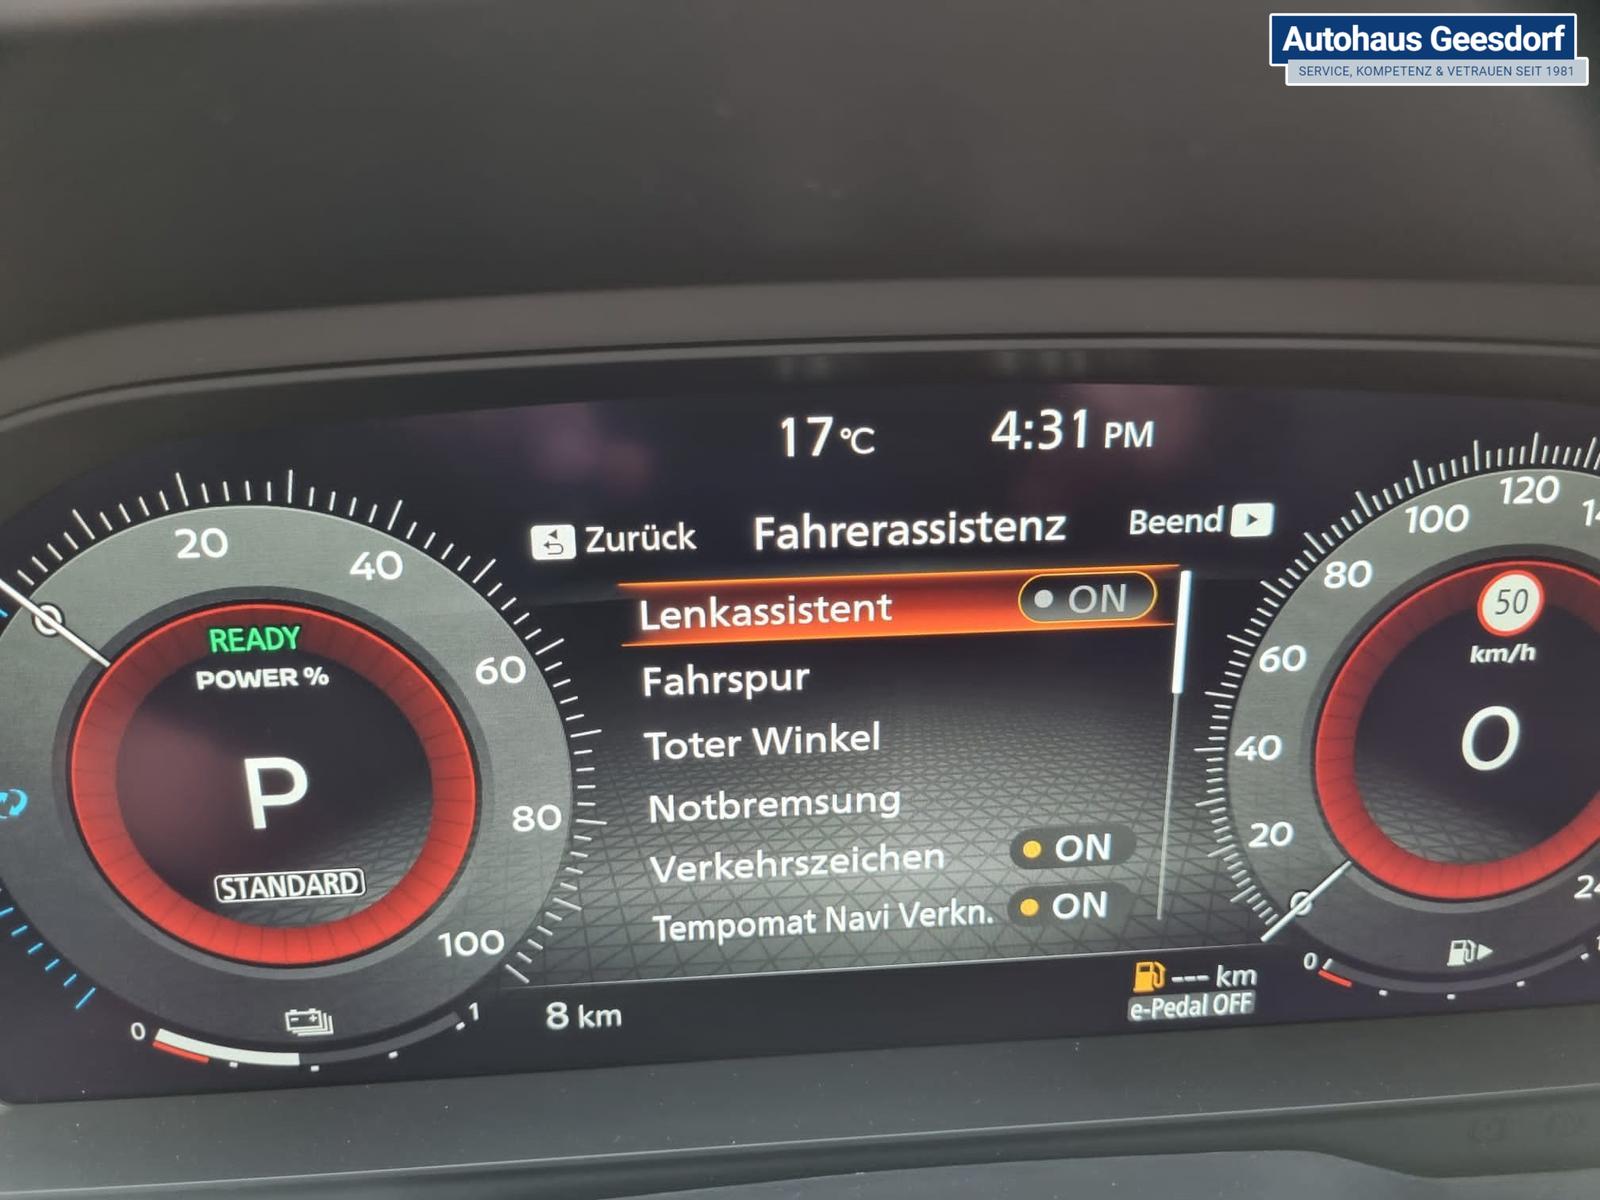 Autohaus Geesdorf
SERVICE, KOMPETENZ & VETRAUEN SEIT 1981
17°C
4:31 PM
Zurück
Fahrerassistenz
Beend
Lenkassistent ON
Fahrspur
Toter Winkel
Notbremsung
Verkehrszeichen ON
Tempomat Navi Verkn. ON
0
20
40
60
80
100
READY
POWER %
P
STANDARD
0
1
8 km
--- km
e-Pedal OFF
0
20
40
60
80
100
120
50
km/h
0
0